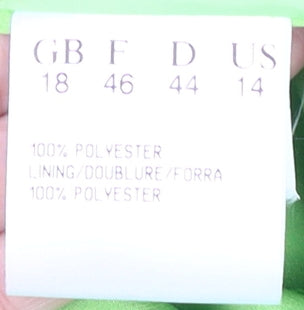 GB F D US
18 46 44 14
100% POLYESTER
LINING/DOUBLURE/FORRA
100% POLYESTER